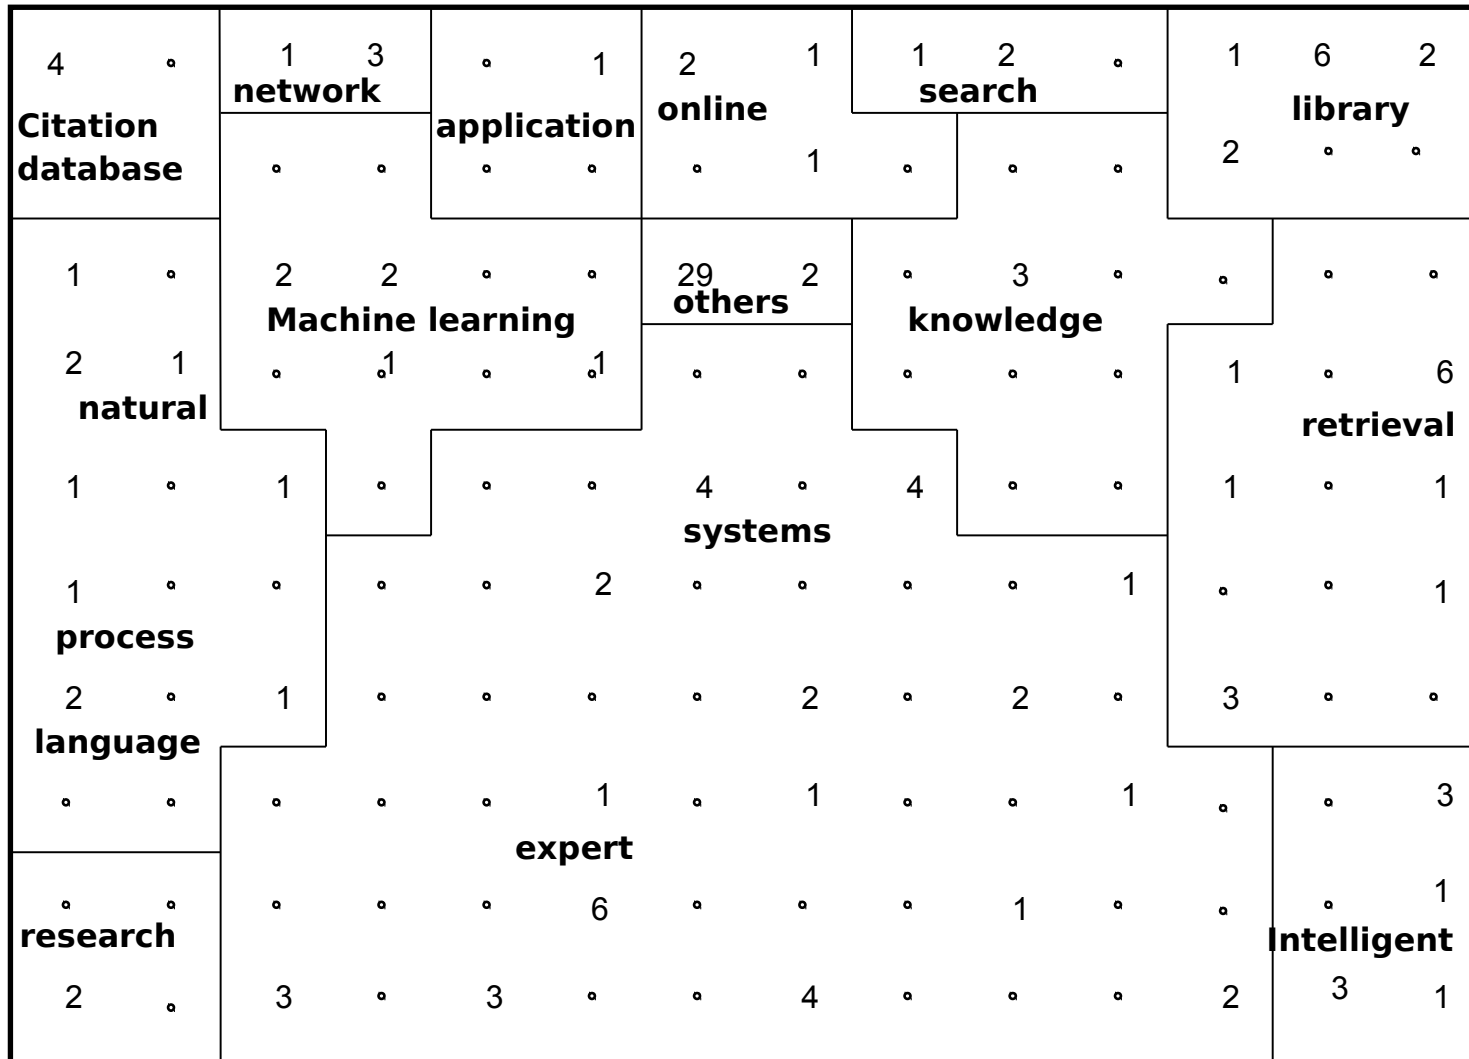 4 1 3 1 2 1 1 2 1 6 2
network search
Citation application online library
database
1 2
1 2 2 29 2 3
others
Machine learning knowledge
2 1 1 1 1 6
natural retrieval
1 1 4 4 1 1
systems
1 2 1 1
process
2 1 2 2 3
language
1 1 1 3
expert
6 1 1
research Intelligent
2 3 3 4 2 3 1